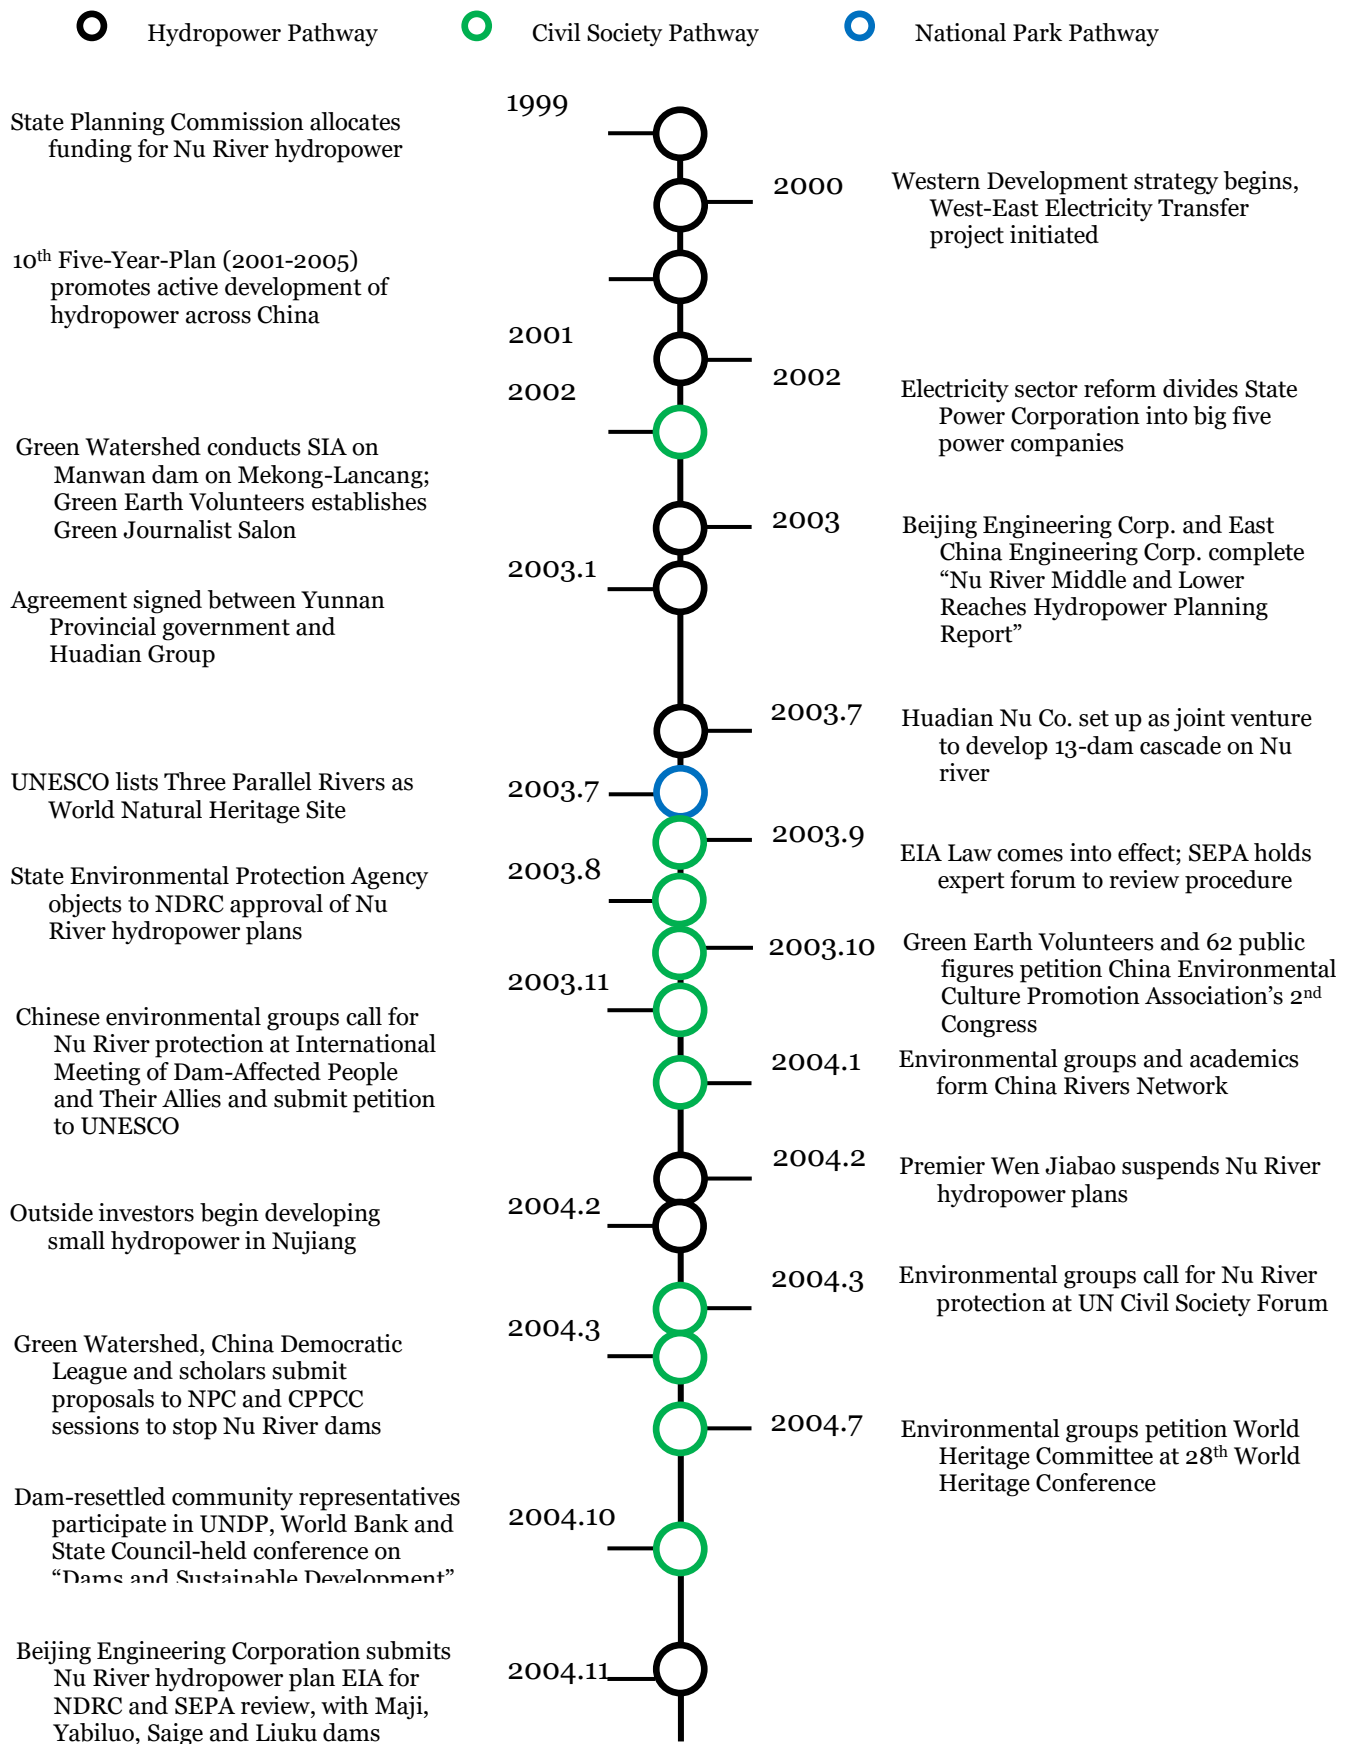 Hydropower Pathway
Civil Society Pathway
National Park Pathway
1999
State Planning Commission allocates
funding for Nu River hydropower
2000
Western Development strategy begins,
West-East Electricity Transfer
project initiated
10th Five-Year-Plan (2001-2005)
promotes active development of
hydropower across China
2001
2002
Electricity sector reform divides State
Power Corporation into big five
power companies
2002
Green Watershed conducts SIA on
Manwan dam on Mekong-Lancang;
Green Earth Volunteers establishes
Green Journalist Salon
2003
Beijing Engineering Corp. and East
China Engineering Corp. complete
“Nu River Middle and Lower
Reaches Hydropower Planning
Report”
2003.1
Agreement signed between Yunnan
Provincial government and
Huadian Group
2003.7
Huadian Nu Co. set up as joint venture
to develop 13-dam cascade on Nu
river
UNESCO lists Three Parallel Rivers as
World Natural Heritage Site
2003.7
2003.9
EIA Law comes into effect; SEPA holds
expert forum to review procedure
2003.8
State Environmental Protection Agency
objects to NDRC approval of Nu
River hydropower plans
2003.10
Green Earth Volunteers and 62 public
figures petition China Environmental
Culture Promotion Association’s 2nd
Congress
2003.11
Chinese environmental groups call for
Nu River protection at International
Meeting of Dam-Affected People
and Their Allies and submit petition
to UNESCO
2004.1
Environmental groups and academics
form China Rivers Network
2004.2
Premier Wen Jiabao suspends Nu River
hydropower plans
2004.2
Outside investors begin developing
small hydropower in Nujiang
2004.3
Environmental groups call for Nu River
protection at UN Civil Society Forum
2004.3
Green Watershed, China Democratic
League and scholars submit
proposals to NPC and CPPCC
sessions to stop Nu River dams
2004.7
Environmental groups petition World
Heritage Committee at 28th World
Heritage Conference
Dam-resettled community representatives
participate in UNDP, World Bank and
State Council-held conference on
“Dams and Sustainable Development”
2004.10
Beijing Engineering Corporation submits
Nu River hydropower plan EIA for
NDRC and SEPA review, with Maji,
Yabiluo, Saige and Liuku dams
2004.11